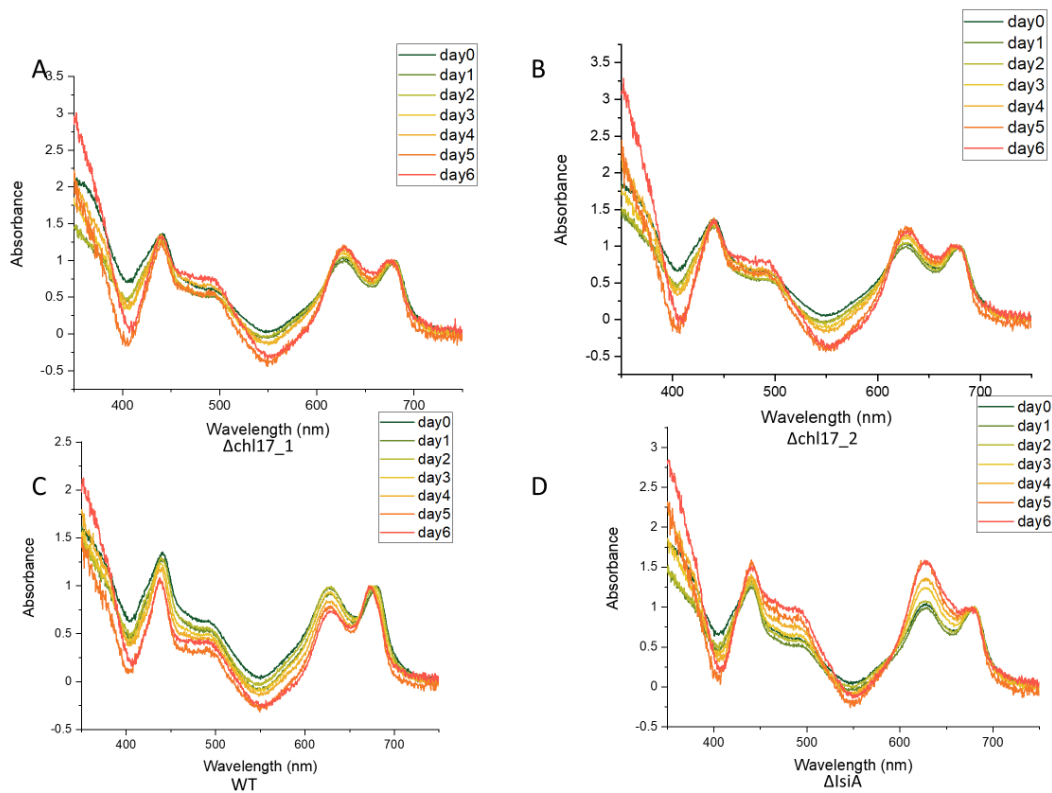 A
day0
day1
day2
day3
day4
day5
day6
3.5
3
2.5
2
1.5
1
0.5
0
-0.5
Absorbance
400 500 600 700
Wavelength (nm)
Δchl17_1
B
day0
day1
day2
day3
day4
day5
day6
3.5
3
2.5
2
1.5
1
0.5
0
-0.5
Absorbance
400 500 600 700
Wavelength (nm)
Δchl17_2
C
day0
day1
day2
day3
day4
day5
day6
2.5
2
1.5
1
0.5
0
-0.5
Absorbance
400 500 600 700
Wavelength (nm)
WT
D
day0
day1
day2
day3
day4
day5
day6
3
2.5
2
1.5
1
0.5
0
-0.5
Absorbance
400 500 600 700
Wavelength (nm)
ΔIsiA